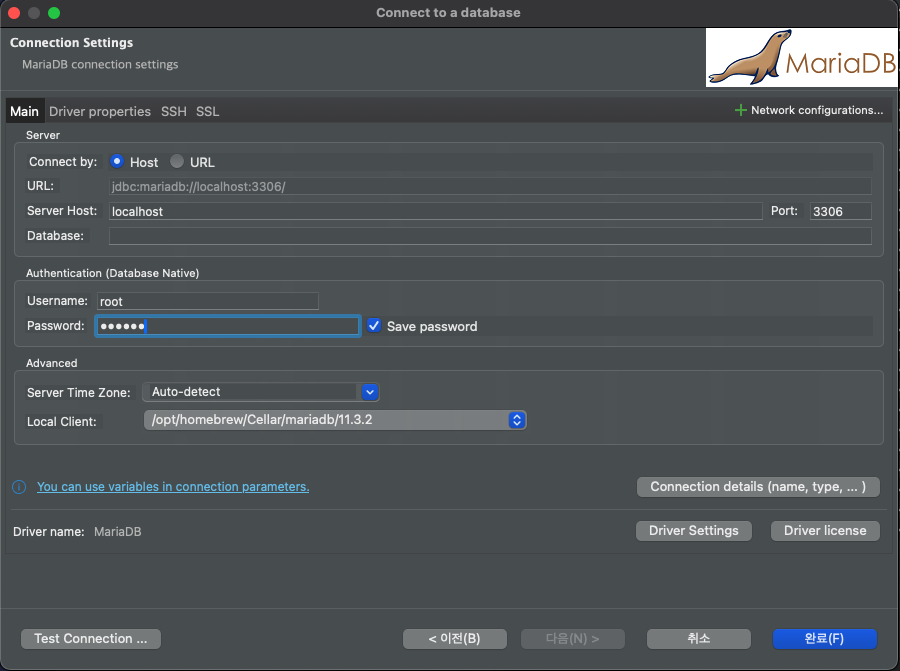 Connect to a database
Connection Settings
MariaDB connection settings
MariaDB
Main Driver properties SSH SSL Network configurations...
Server
Connect by: Host URL
URL: jdbc:mariadb://localhost:3306/
Server Host: localhost Port: 3306
Database:
Authentication (Database Native)
Username: root
Password: •••••• Save password
Advanced
Server Time Zone: Auto-detect
Local Client: /opt/homebrew/Cellar/mariadb/11.3.2
You can use variables in connection parameters. Connection details (name, type, ... )
Driver name: MariaDB Driver Settings Driver license
Test Connection ... < 이전(B) 다음(N) > 취소 완료(F)